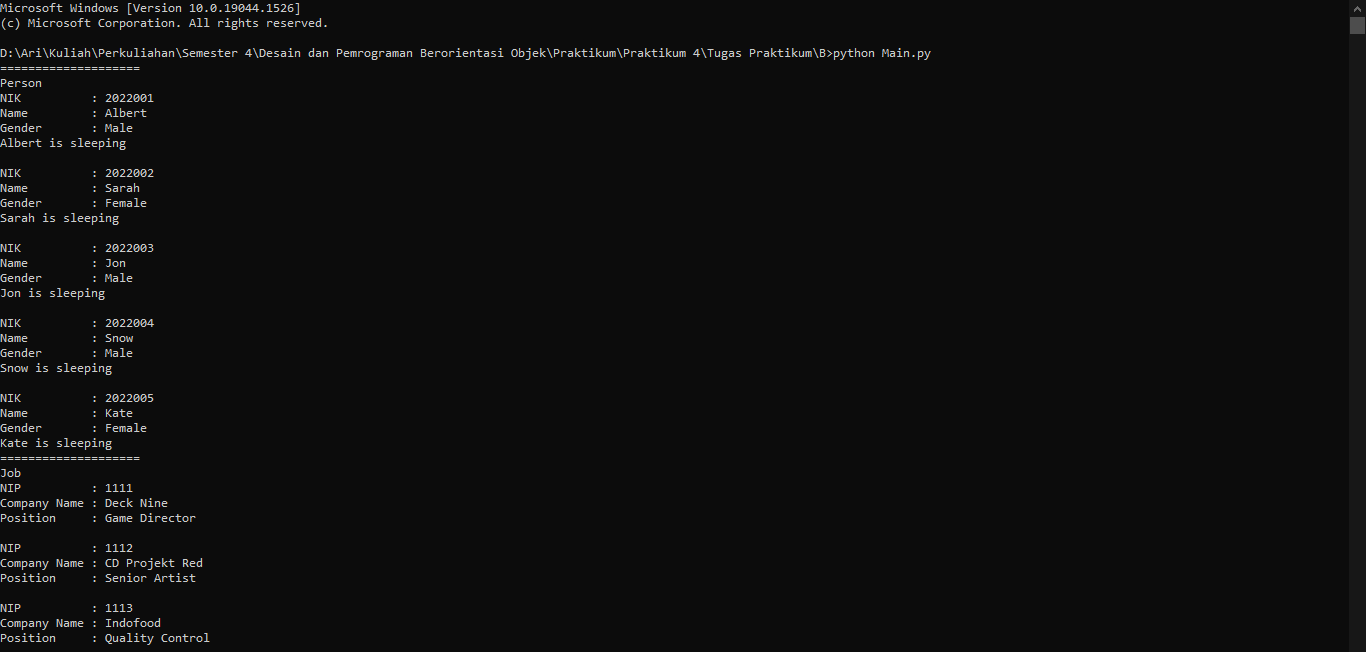 Microsoft Windows [Version 10.0.19044.1526]
(c) Microsoft Corporation. All rights reserved.
D:\Ari\Kuliah\Perkuliahan\Semester 4\Desain dan Pemrograman Berorientasi Objek\Praktikum\Praktikum 4\Tugas Praktikum\B>python Main.py
====================
Person
NIK          : 2022001
Name         : Albert
Gender       : Male
Albert is sleeping
NIK          : 2022002
Name         : Sarah
Gender       : Female
Sarah is sleeping
NIK          : 2022003
Name         : Jon
Gender       : Male
Jon is sleeping
NIK          : 2022004
Name         : Snow
Gender       : Male
Snow is sleeping
NIK          : 2022005
Name         : Kate
Gender       : Female
Kate is sleeping
====================
Job
NIP          : 1111
Company Name : Deck Nine
Position     : Game Director
NIP          : 1112
Company Name : CD Projekt Red
Position     : Senior Artist
NIP          : 1113
Company Name : Indofood
Position     : Quality Control